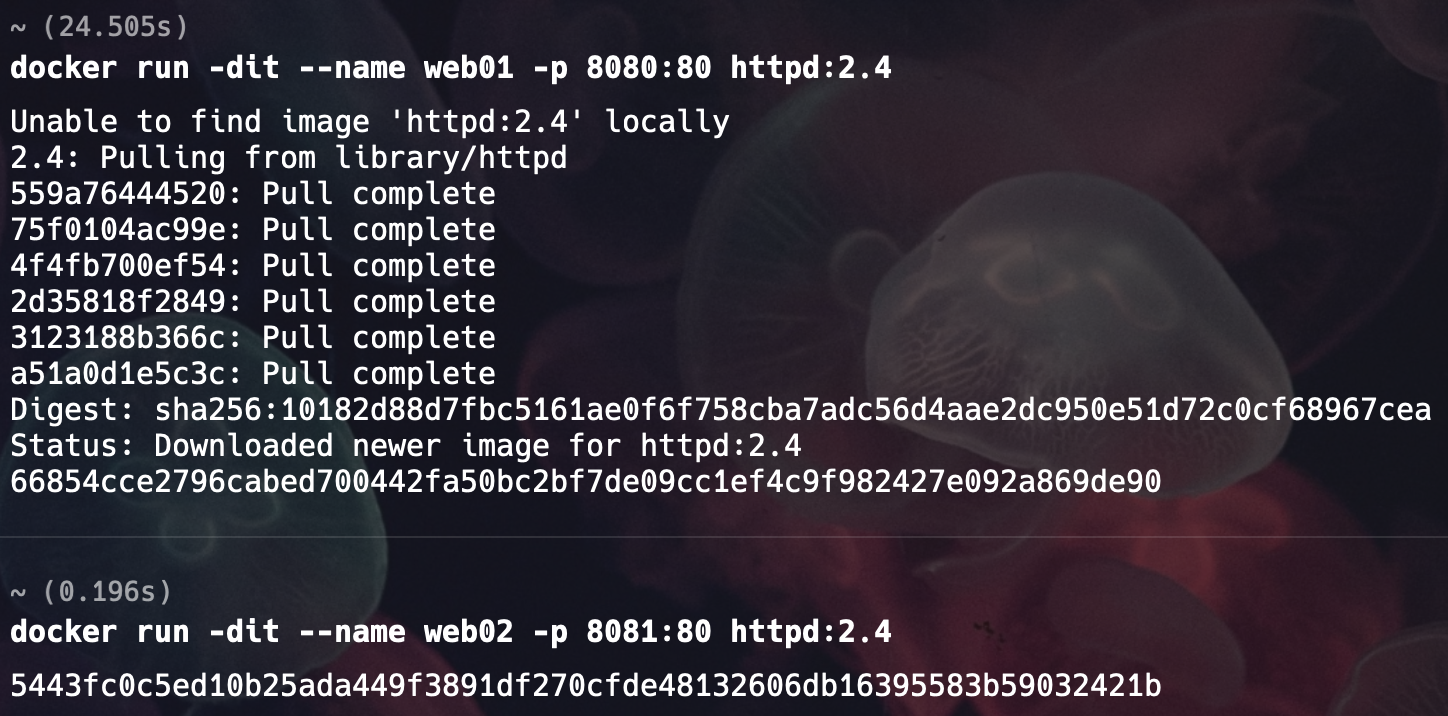 ~ (24.505s)
docker run -dit --name web01 -p 8080:80 httpd:2.4
Unable to find image 'httpd:2.4' locally
2.4: Pulling from library/httpd
559a76444520: Pull complete
75f0104ac99e: Pull complete
4f4fb700ef54: Pull complete
2d35818f2849: Pull complete
3123188b366c: Pull complete
a51a0d1e5c3c: Pull complete
Digest: sha256:10182d88d7fbc5161ae0f6f758cba7adc56d4aae2dc950e51d72c0cf68967cea
Status: Downloaded newer image for httpd:2.4
66854cce2796cabed700442fa50bc2bf7de09cc1ef4c9f982427e092a869de90
~ (0.196s)
docker run -dit --name web02 -p 8081:80 httpd:2.4
5443fc0c5ed10b25ada449f3891df270cfde48132606db16395583b59032421b